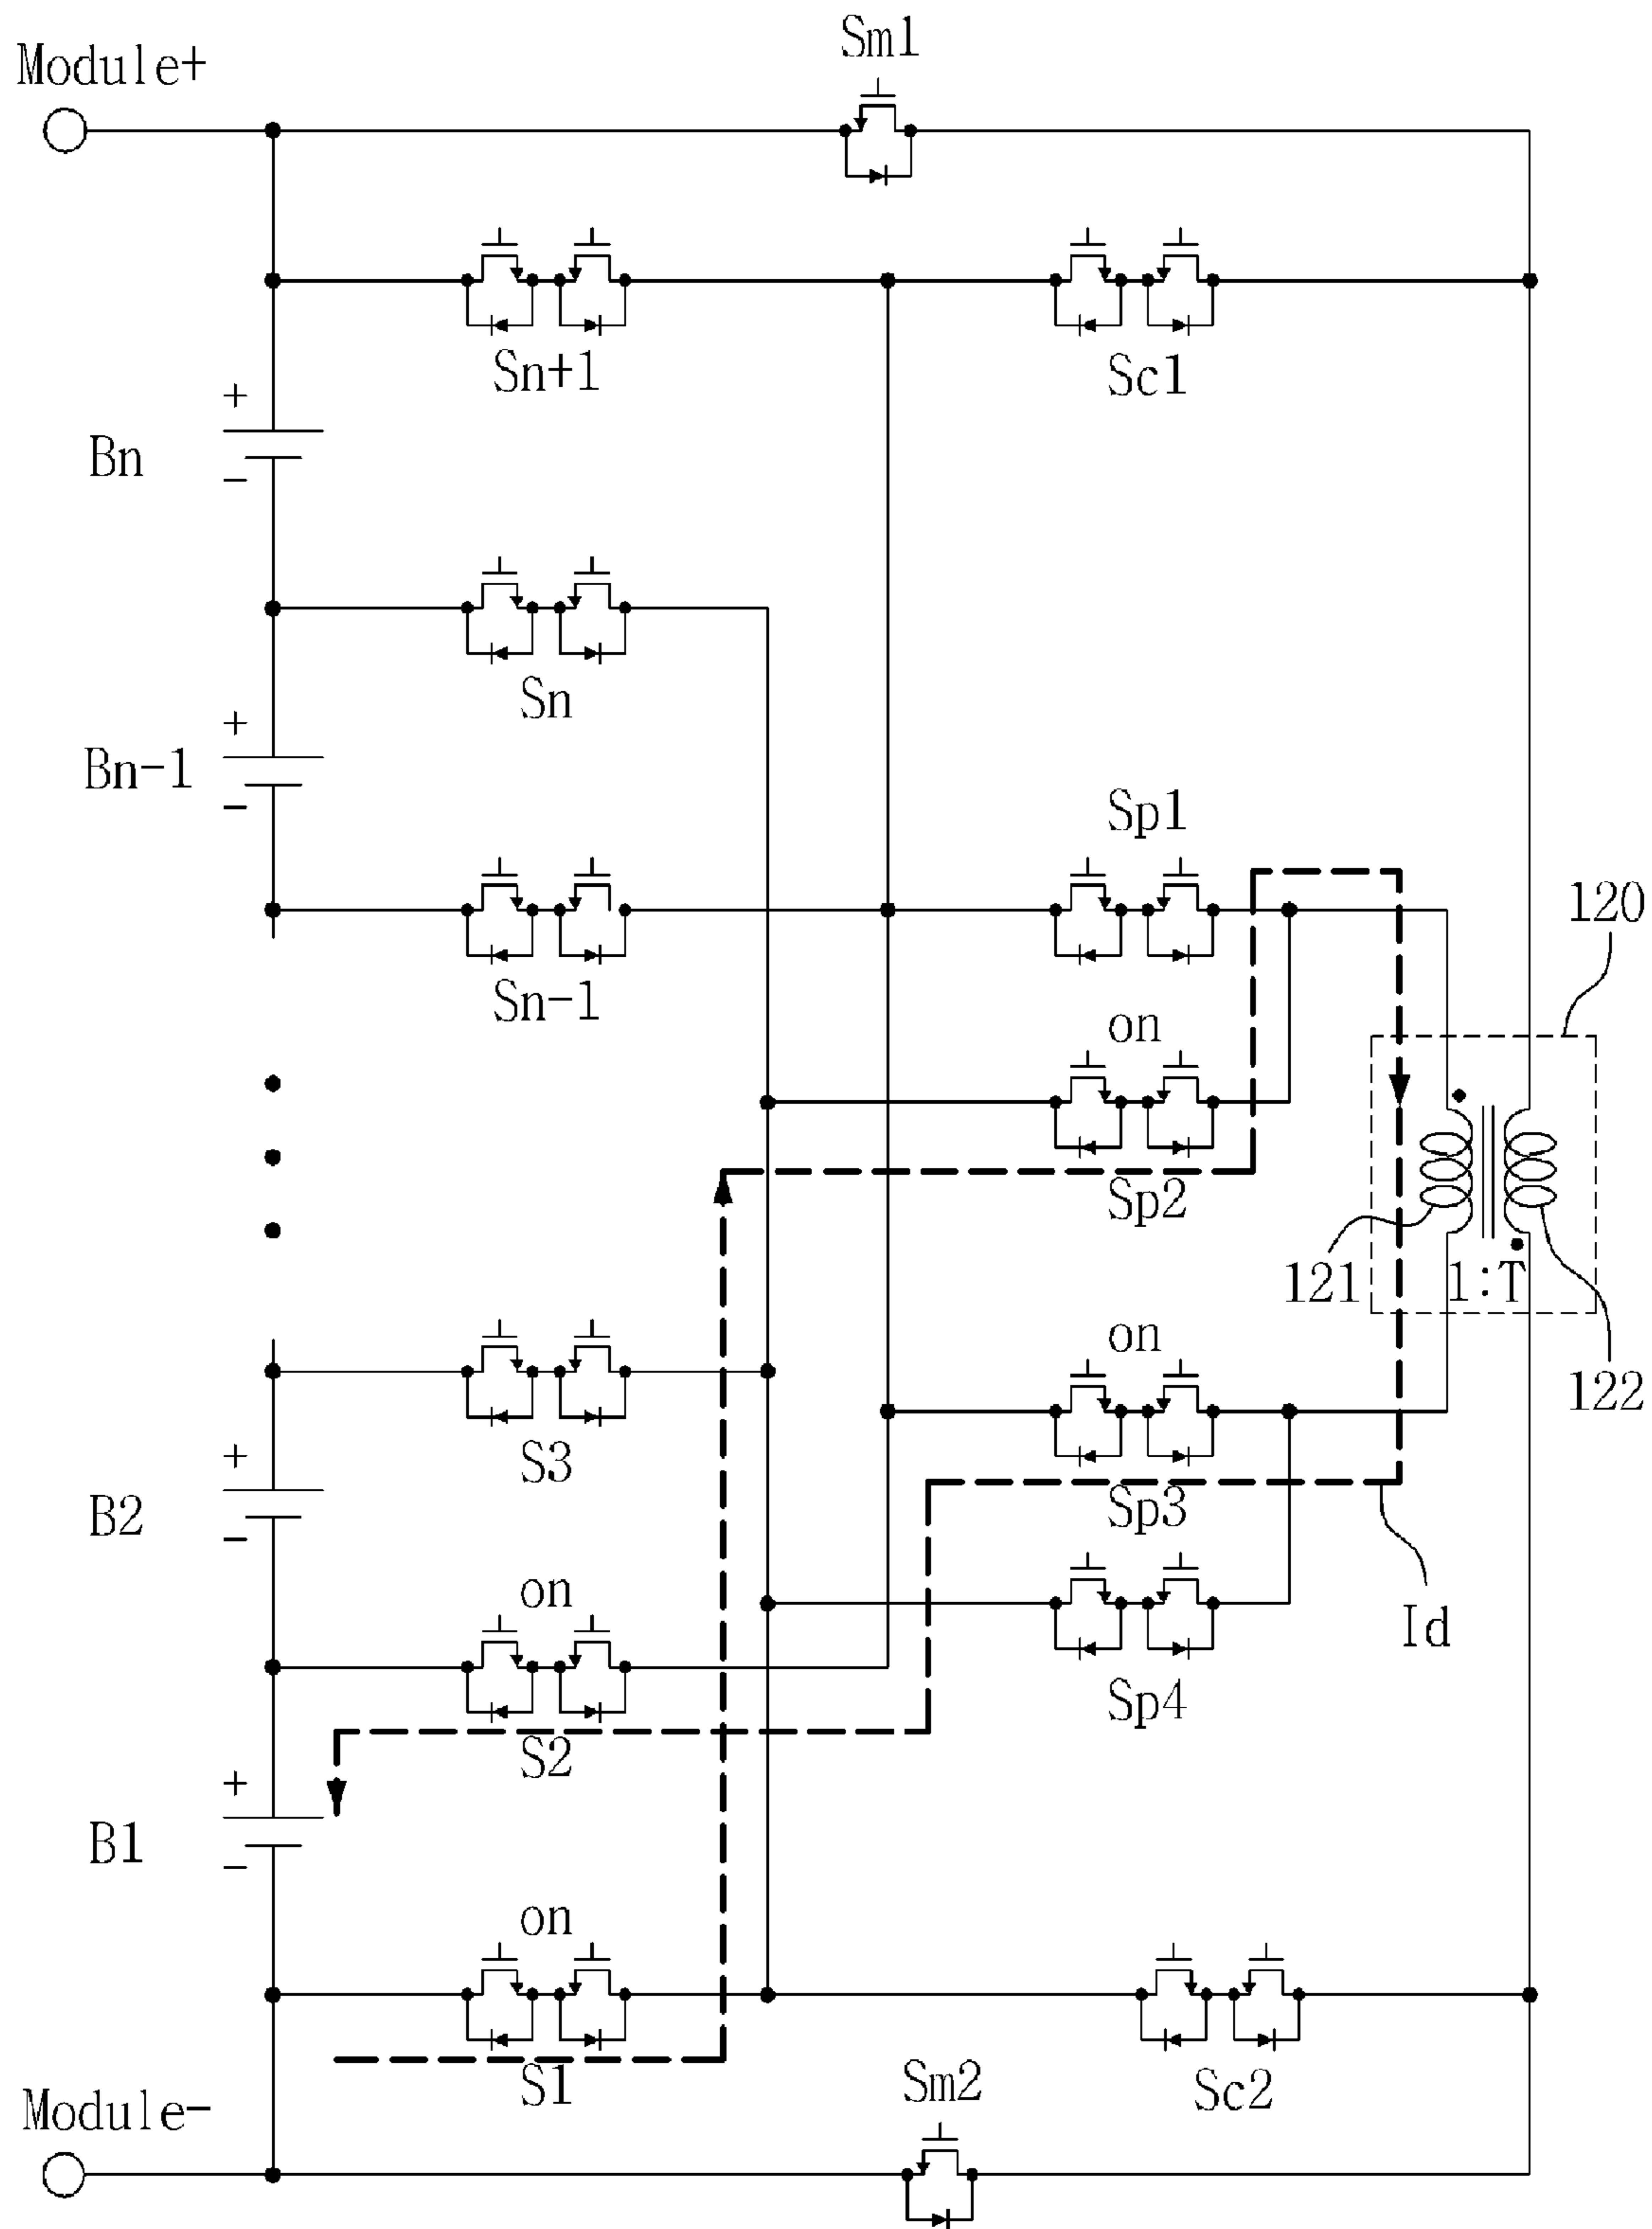 Sm1
Module+
Sn+1
Sc1
+
Bn
−
Sn
+
Bn-1
−
Sp1
120
Sn-1
on
Sp2
121
1:T
on
122
S3
+
B2
−
Sp3
on
Id
Sp4
S2
+
B1
−
on
S1
Sm2
Sc2
Module-